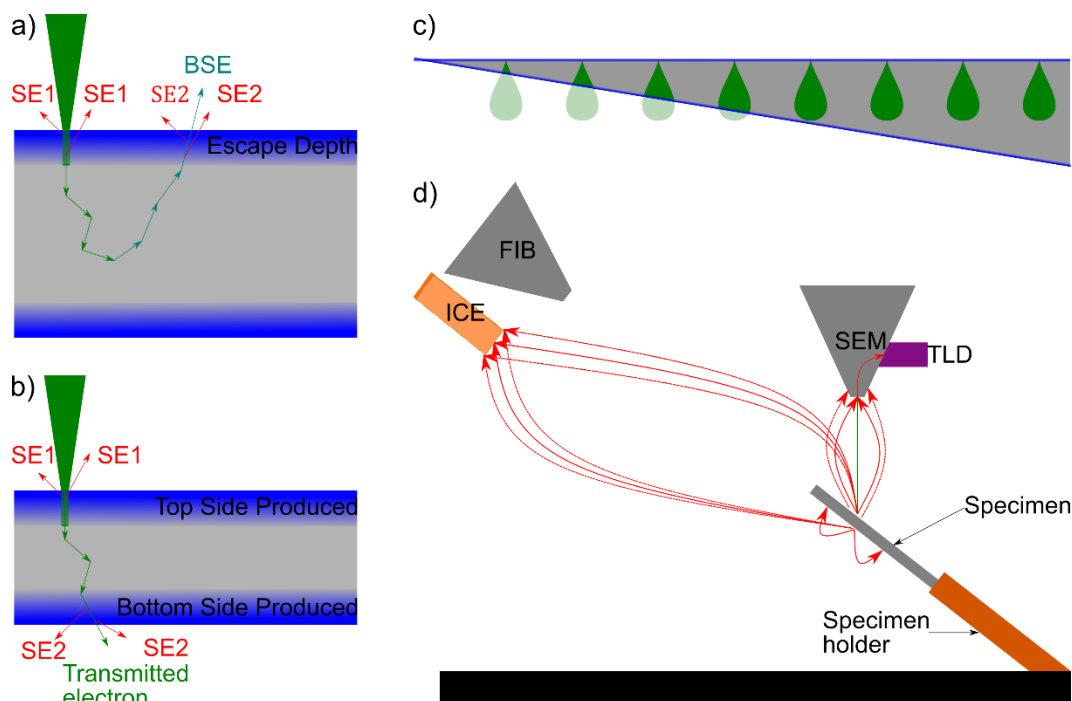 a)
BSE
SE1
SE1
SE2
SE2
Escape Depth
b)
SE1
SE1
Top Side Produced
Bottom Side Produced
SE2
SE2
Transmitted
electron
c)
d)
FIB
ICE
SEM
TLD
Specimen
Specimen
holder